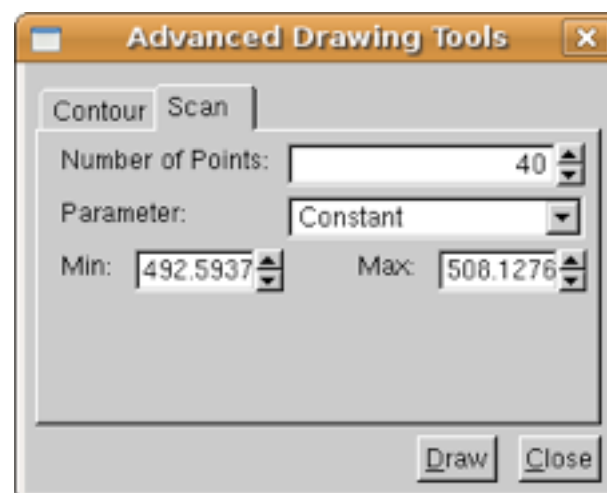 Advanced Drawing Tools
Contour Scan
Number of Points: 40
Parameter: Constant
Min: 492.5937 Max: 508.1276
Draw Close